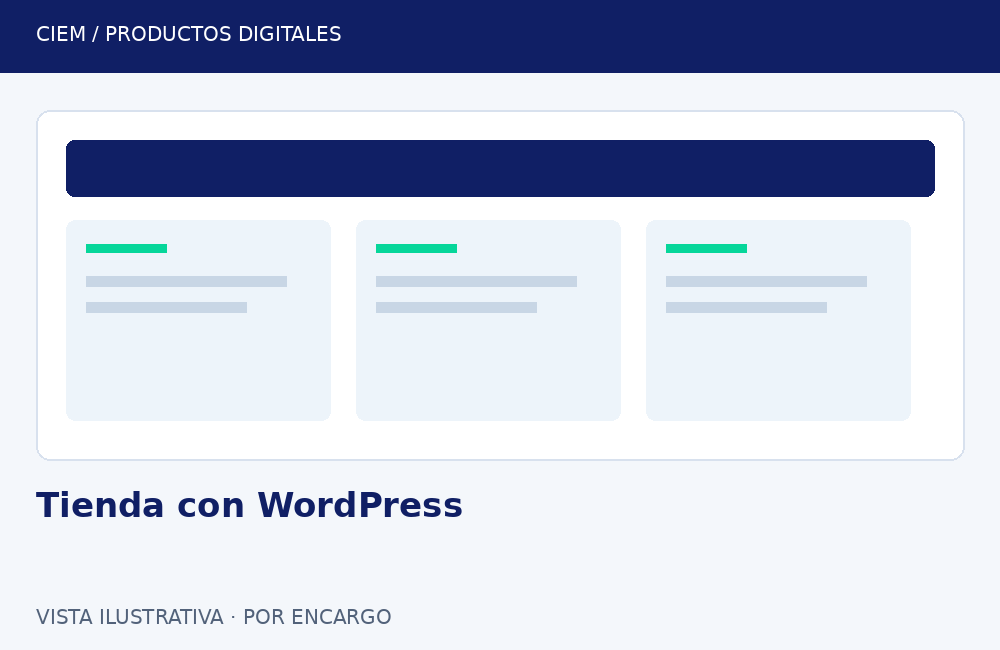 CIEM / PRODUCTOS DIGITALES
Tienda con WordPress
VISTA ILUSTRATIVA · POR ENCARGO